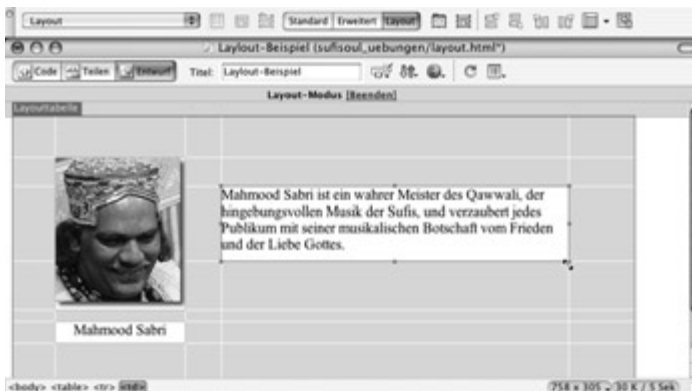 Layout Standard Erweitert Layout
Laylout-Beispiel (sufisoul_uebungen/layout.html*)
Code Teilen Entwurf Titel: Laylout-Beispiel
Layout-Modus [Beenden]
Layouttabelle
Mahmood Sabri ist ein wahrer Meister des Qawwali, der
hingebungsvollen Musik der Sufis, und verzaubert jedes
Publikum mit seiner musikalischen Botschaft vom Frieden
und der Liebe Gottes.
Mahmood Sabri
<body> <table> <tr> <td> 758 x 305 30 K / 5 Sek